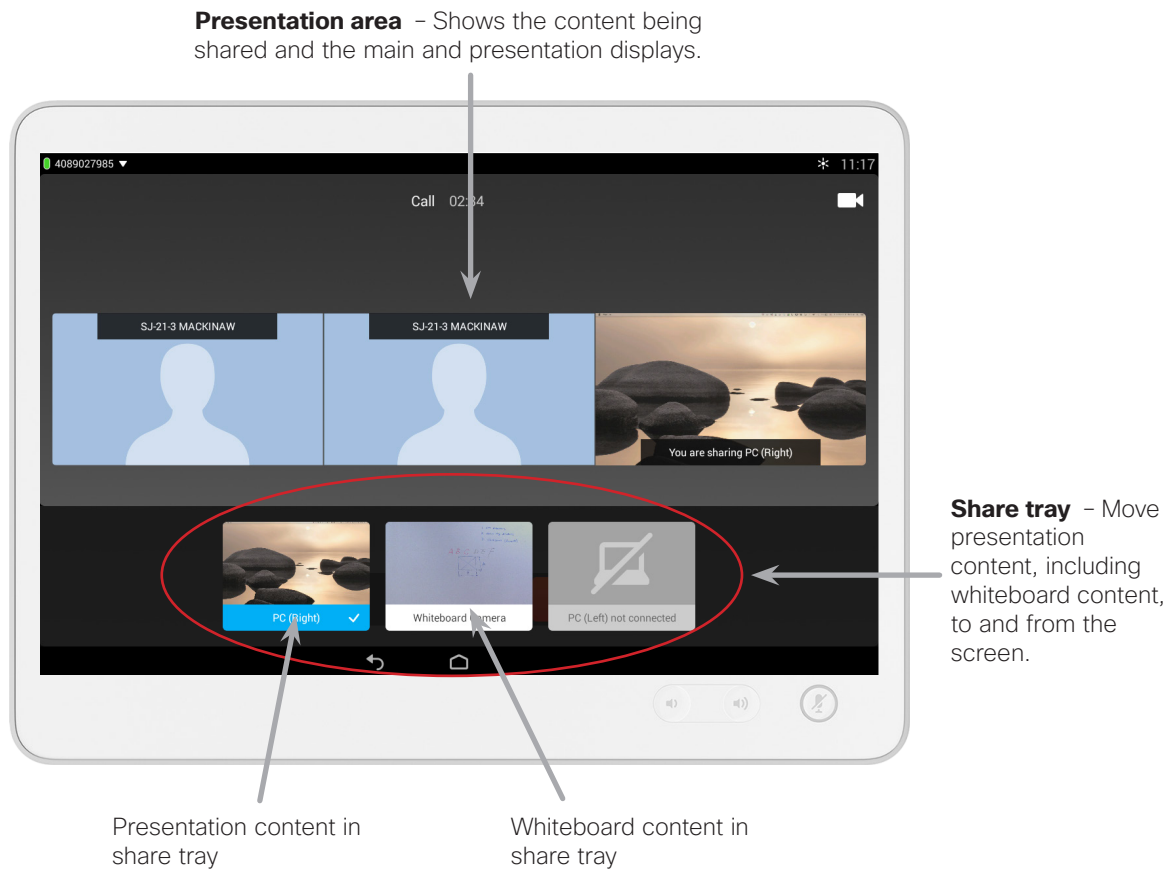 Presentation area – Shows the content being
shared and the main and presentation displays.
4089027985
11:17
Call 02:34
SJ-21-3 MACKINAW
SJ-21-3 MACKINAW
You are sharing PC (Right)
Share tray – Move
presentation
content, including
whiteboard content,
to and from the
screen.
PC (Right)
Whiteboard Camera
PC (Left) not connected
Presentation content in
share tray
Whiteboard content in
share tray